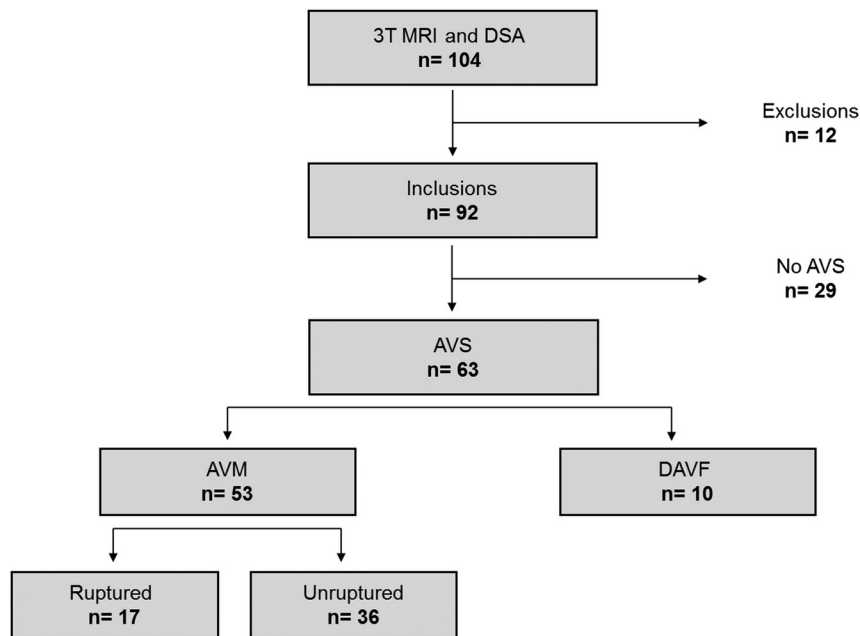 3T MRI and DSA
n= 104
Exclusions
n= 12
Inclusions
n= 92
No AVS
n= 29
AVS
n= 63
AVM
n= 53
DAVF
n= 10
Ruptured
n= 17
Unruptured
n= 36